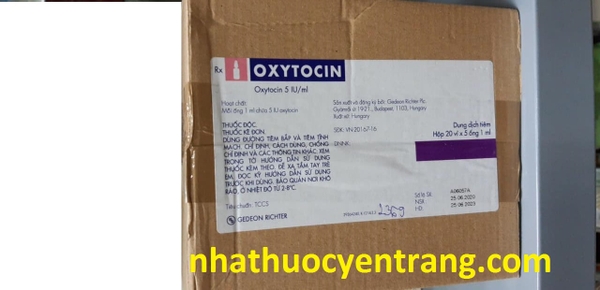 Rx
OXYTOCIN
Oxytocin 5 IU/ml
Hoạt chất:
Mỗi ống 1 ml chứa 5 IU oxytocin
THUỐC ĐỘC
THUỐC KÊ ĐƠN
DÙNG ĐƯỜNG TIÊM BẮP VÀ TIÊM TĨNH
MẠCH. CHỈ ĐỊNH, CÁCH DÙNG, CHỐNG
CHỈ ĐỊNH VÀ CÁC THÔNG TIN KHÁC: XEM
TRONG TỜ HƯỚNG DẪN SỬ DỤNG
THUỐC KÈM THEO. ĐỂ XA TẦM TAY TRẺ
EM. ĐỌC KỸ HƯỚNG DẪN SỬ DỤNG
TRƯỚC KHI DÙNG. BẢO QUẢN NƠI KHÔ
RÁO, Ở NHIỆT ĐỘ TỪ 2-8°C
Tiêu chuẩn: TCCS
GEDEON RICHTER
Sản xuất và đăng ký bởi: Gedeon Richter Plc.
Gyömrői út 19-21., Budapest, 1103, Hungary
Xuất xứ: Hungary
SĐK: VN-20167-16
DNNK:
Dung dịch tiêm
Hộp 20 vỉ x 5 ống 1 ml
Số lô SX: A06057A
NSX: 25.06.2020
HD: 25.06.2023
2369
nhathuocyentrang.com